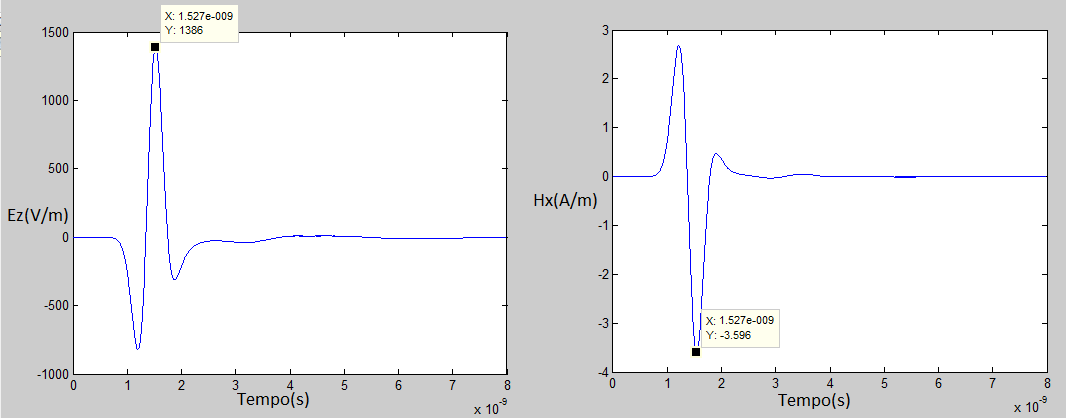 X: 1.527e-009
Y: 1386
1500
1000
500
0
-500
-1000
Ez(V/m)
0 1 2 3 4 5 6 7 8
Tempo(s)
x 10^-9
3
2
1
0
-1
-2
-3
-4
Hx(A/m)
X: 1.527e-009
Y: -3.596
0 1 2 3 4 5 6 7 8
Tempo(s)
x 10^-9